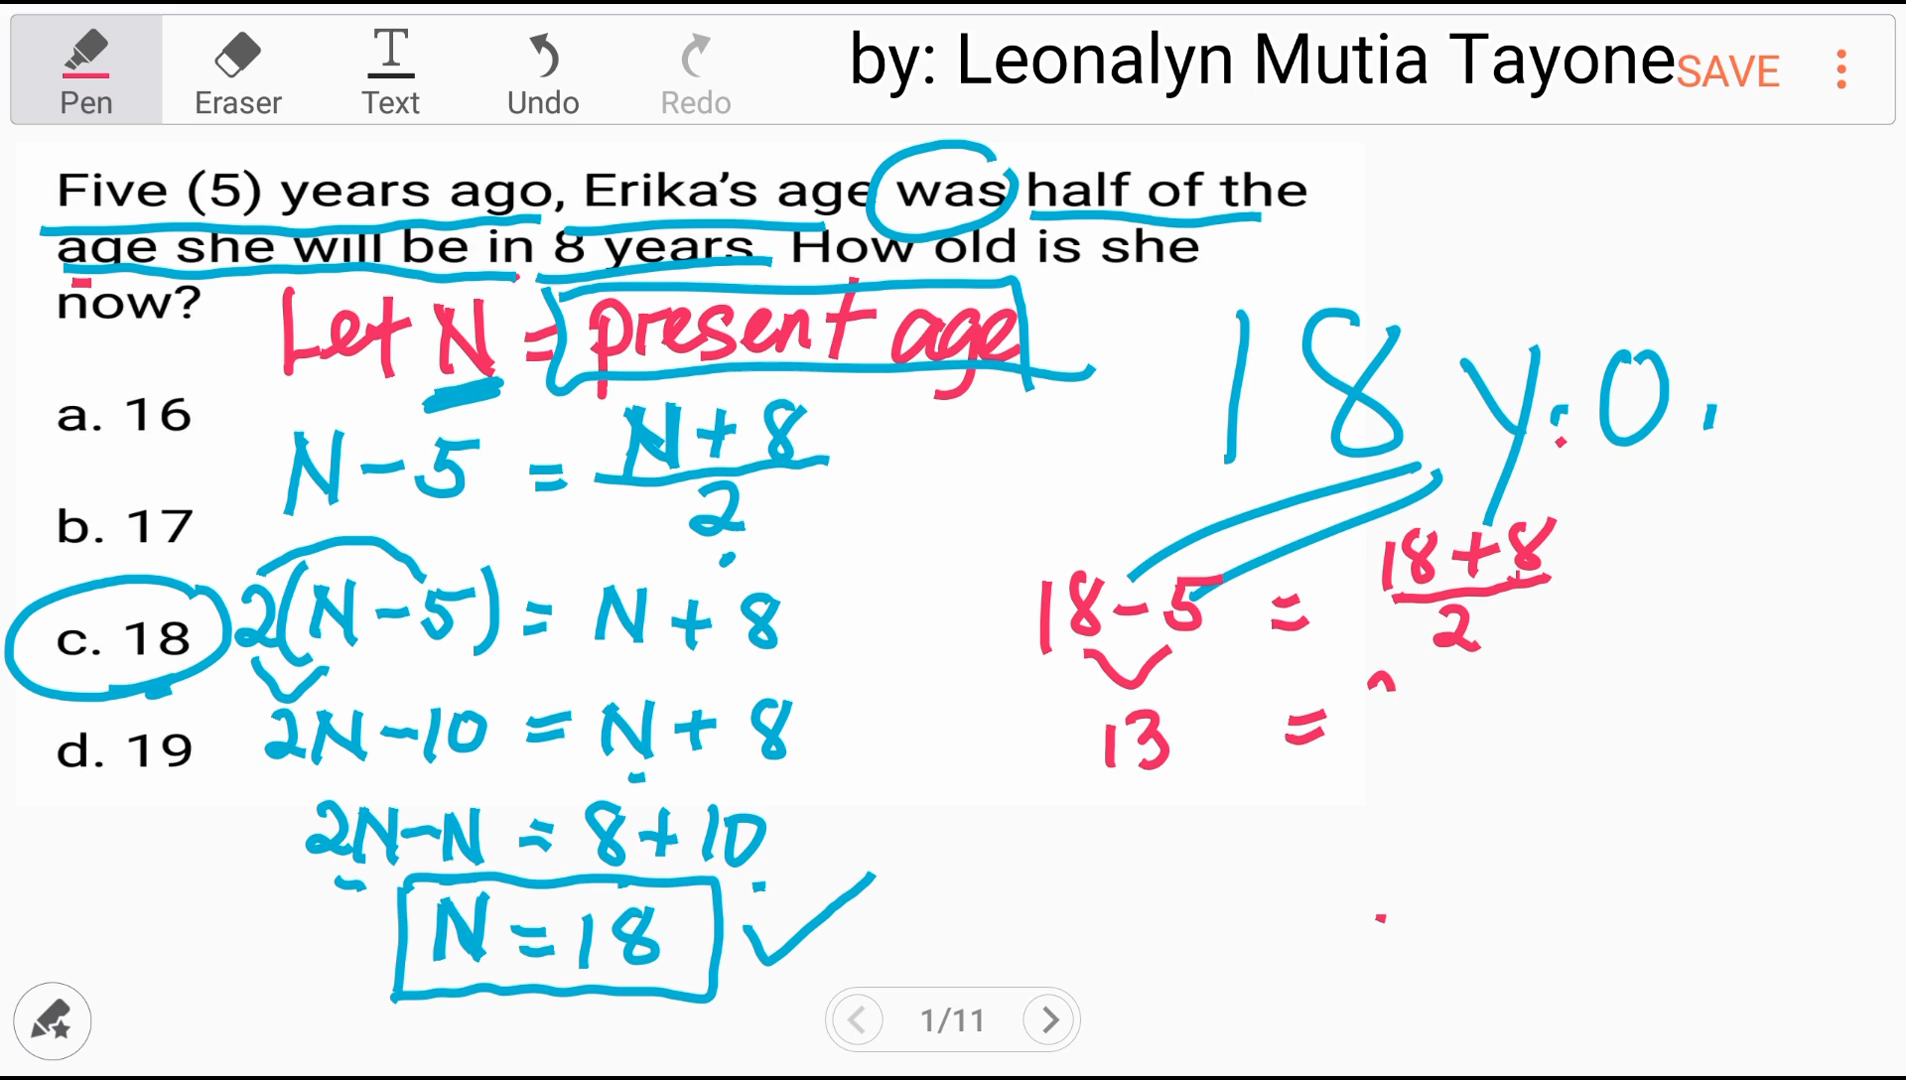 Pen Eraser Text Undo Redo by: Leonalyn Mutia Tayone SAVE
Five (5) years ago, Erika's age was half of the
age she will be in 8 years. How old is she
now?
Let N = present age
a. 16
b. 17
c. 18
d. 19
N - 5 = N + 8
2
2(N - 5) = N + 8
2N - 10 = N + 8
2N - N = 8 + 10
N = 18
18 y.o.
18 - 5 = 18 + 8
2
13 =
1/11